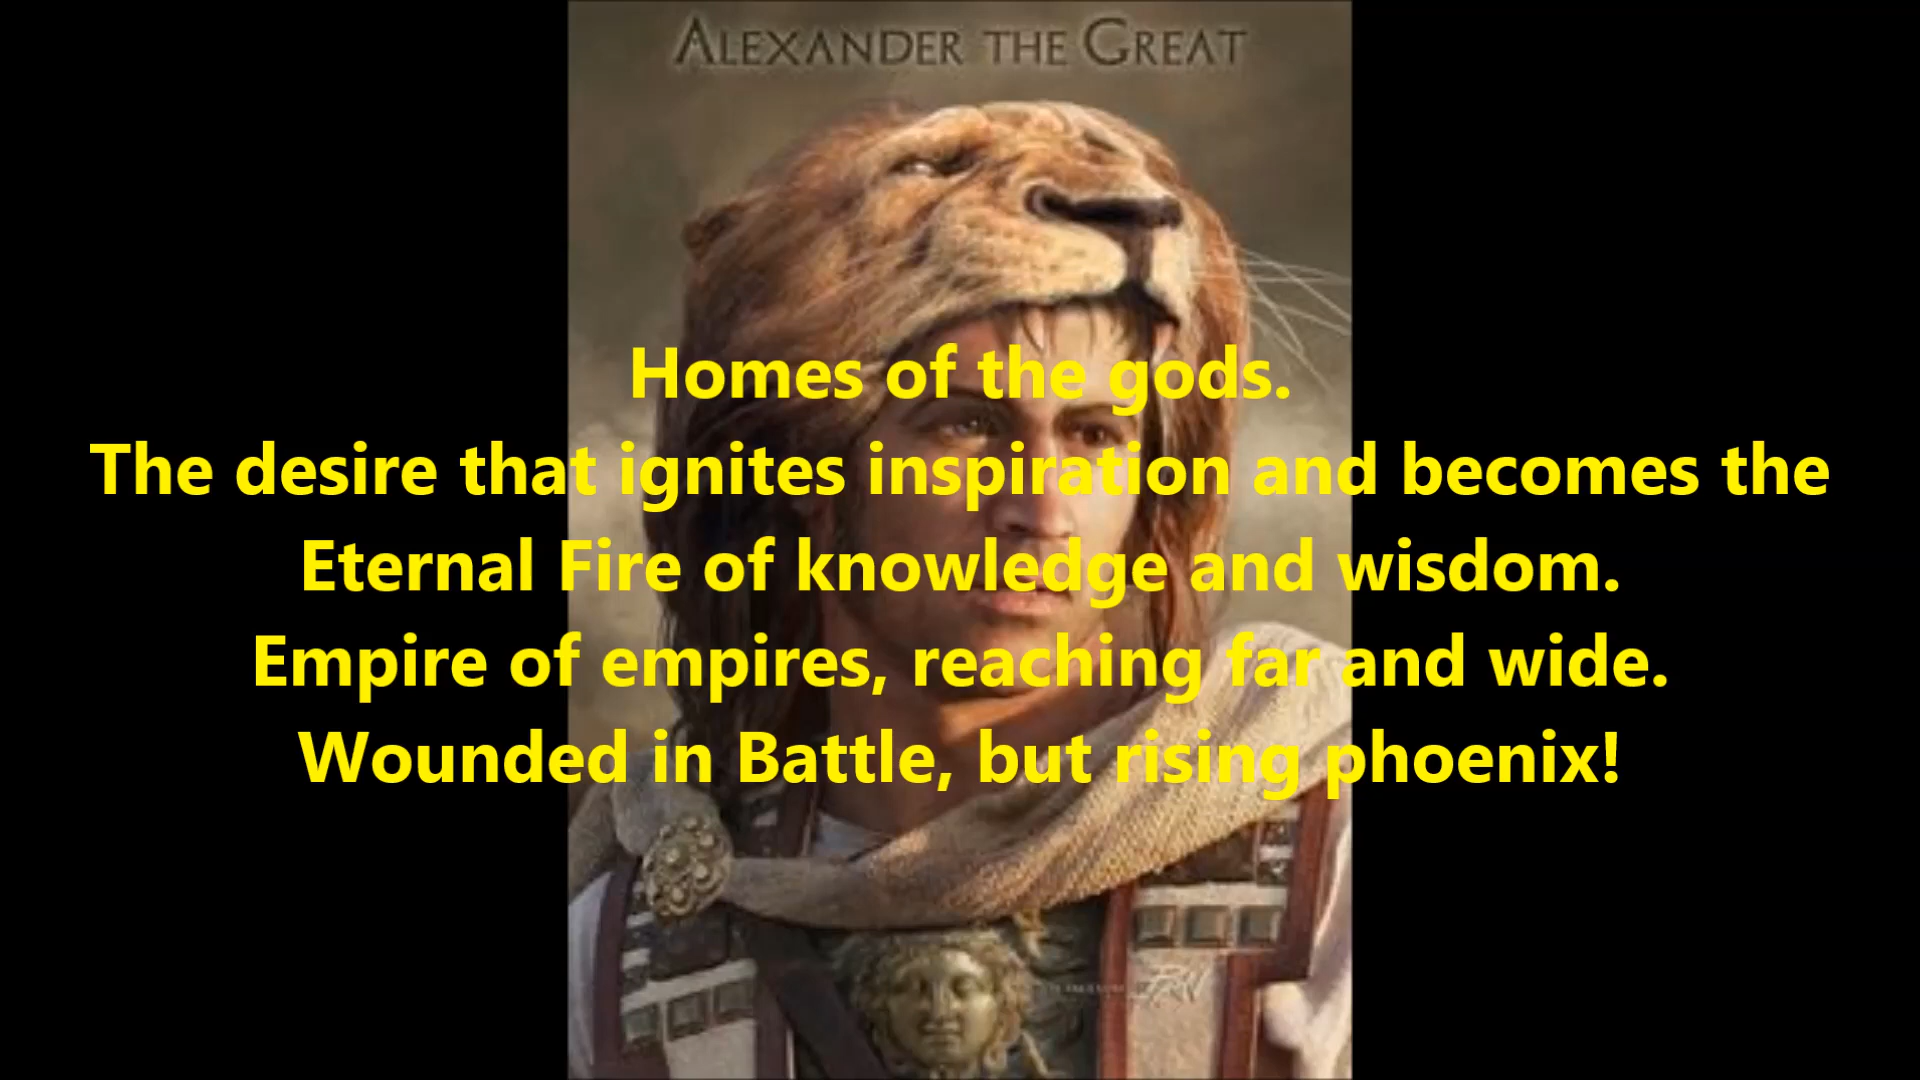 ALEXANDER THE GREAT
Homes of the gods.
The desire that ignites inspiration and becomes the
Eternal Fire of knowledge and wisdom.
Empire of empires, reaching far and wide.
Wounded in Battle, but rising phoenix!